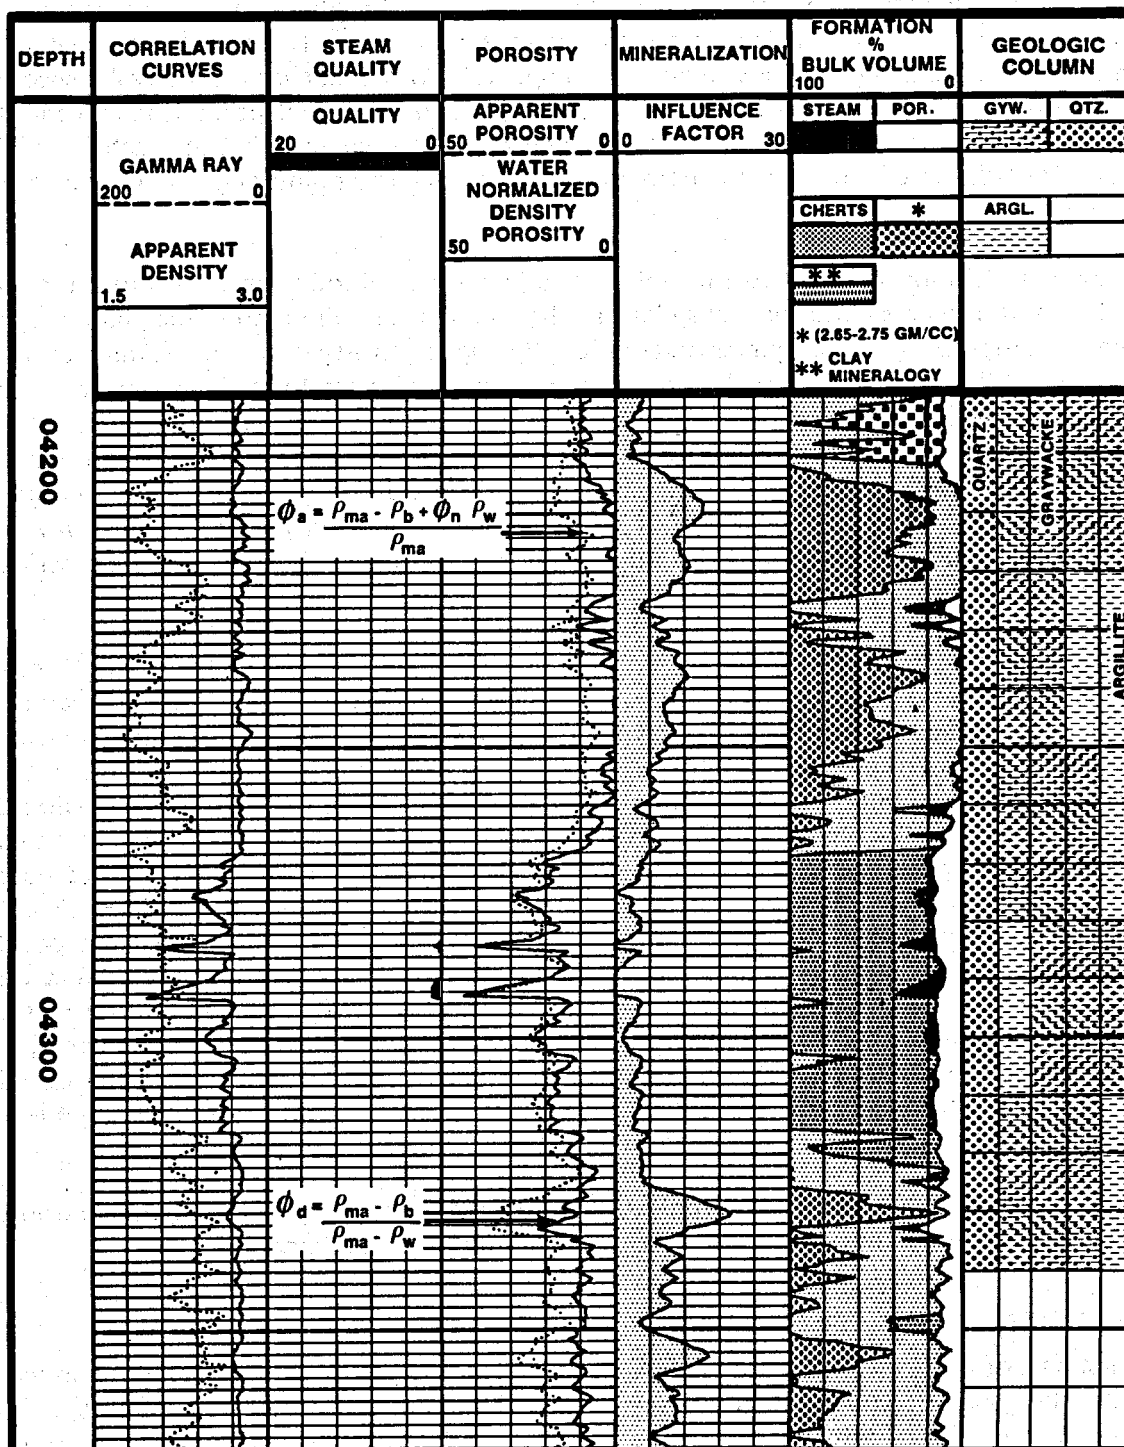 DEPTH
CORRELATION
CURVES
STEAM
QUALITY
POROSITY
MINERALIZATION
FORMATION
%
BULK VOLUME
100 0
GEOLOGIC
COLUMN
GAMMA RAY
200 0
APPARENT
DENSITY
1.5 3.0
QUALITY
20 0
APPARENT
POROSITY
50 0
WATER
NORMALIZED
DENSITY
POROSITY
50 0
INFLUENCE
FACTOR
0 30
STEAM POR.
CHERTS *
**
* (2.65-2.75 GM/CC)
** CLAY
MINERALOGY
GYW. QTZ.
ARGL.
04200
04300
ϕa = ρma - ρb + ϕn ρw
ρma
ϕd = ρma - ρb
ρma - ρw
QUARTZ
GRAYWACKE
ARGILLITE